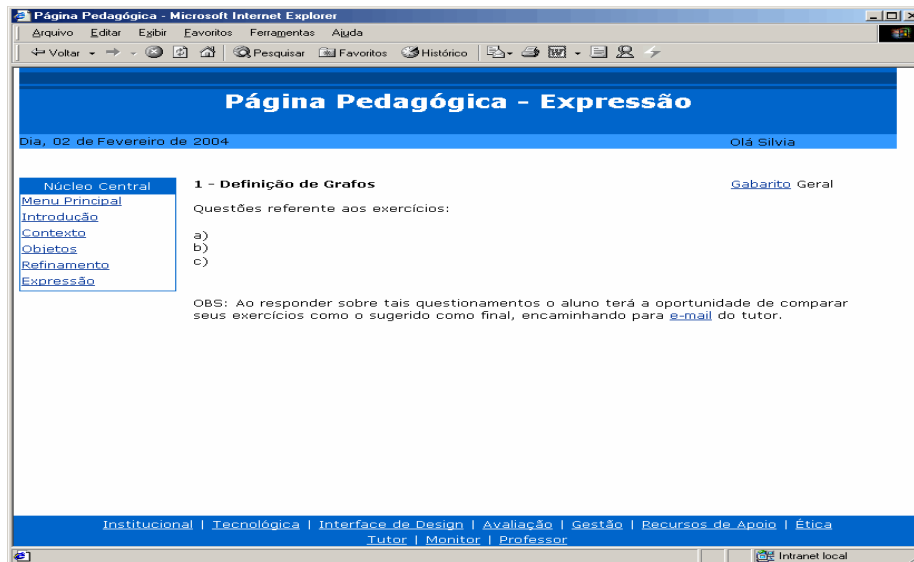 Página Pedagógica - Microsoft Internet Explorer
Arquivo Editar Exibir Favoritos Ferramentas Ajuda
Voltar Pesquisar Favoritos Histórico
Página Pedagógica - Expressão
Dia, 02 de Fevereiro de 2004 Olá Silvia
Núcleo Central
Menu Principal
Introdução
Contexto
Objetos
Refinamento
Expressão
1 - Definição de Grafos Gabarito Geral
Questões referente aos exercícios:
a)
b)
c)
OBS: Ao responder sobre tais questionamentos o aluno terá a oportunidade de comparar
seus exercícios como o sugerido como final, encaminhando para e-mail do tutor.
Institucional | Tecnológica | Interface de Design | Avaliação | Gestão | Recursos de Apoio | Ética
Tutor | Monitor | Professor
Intranet local